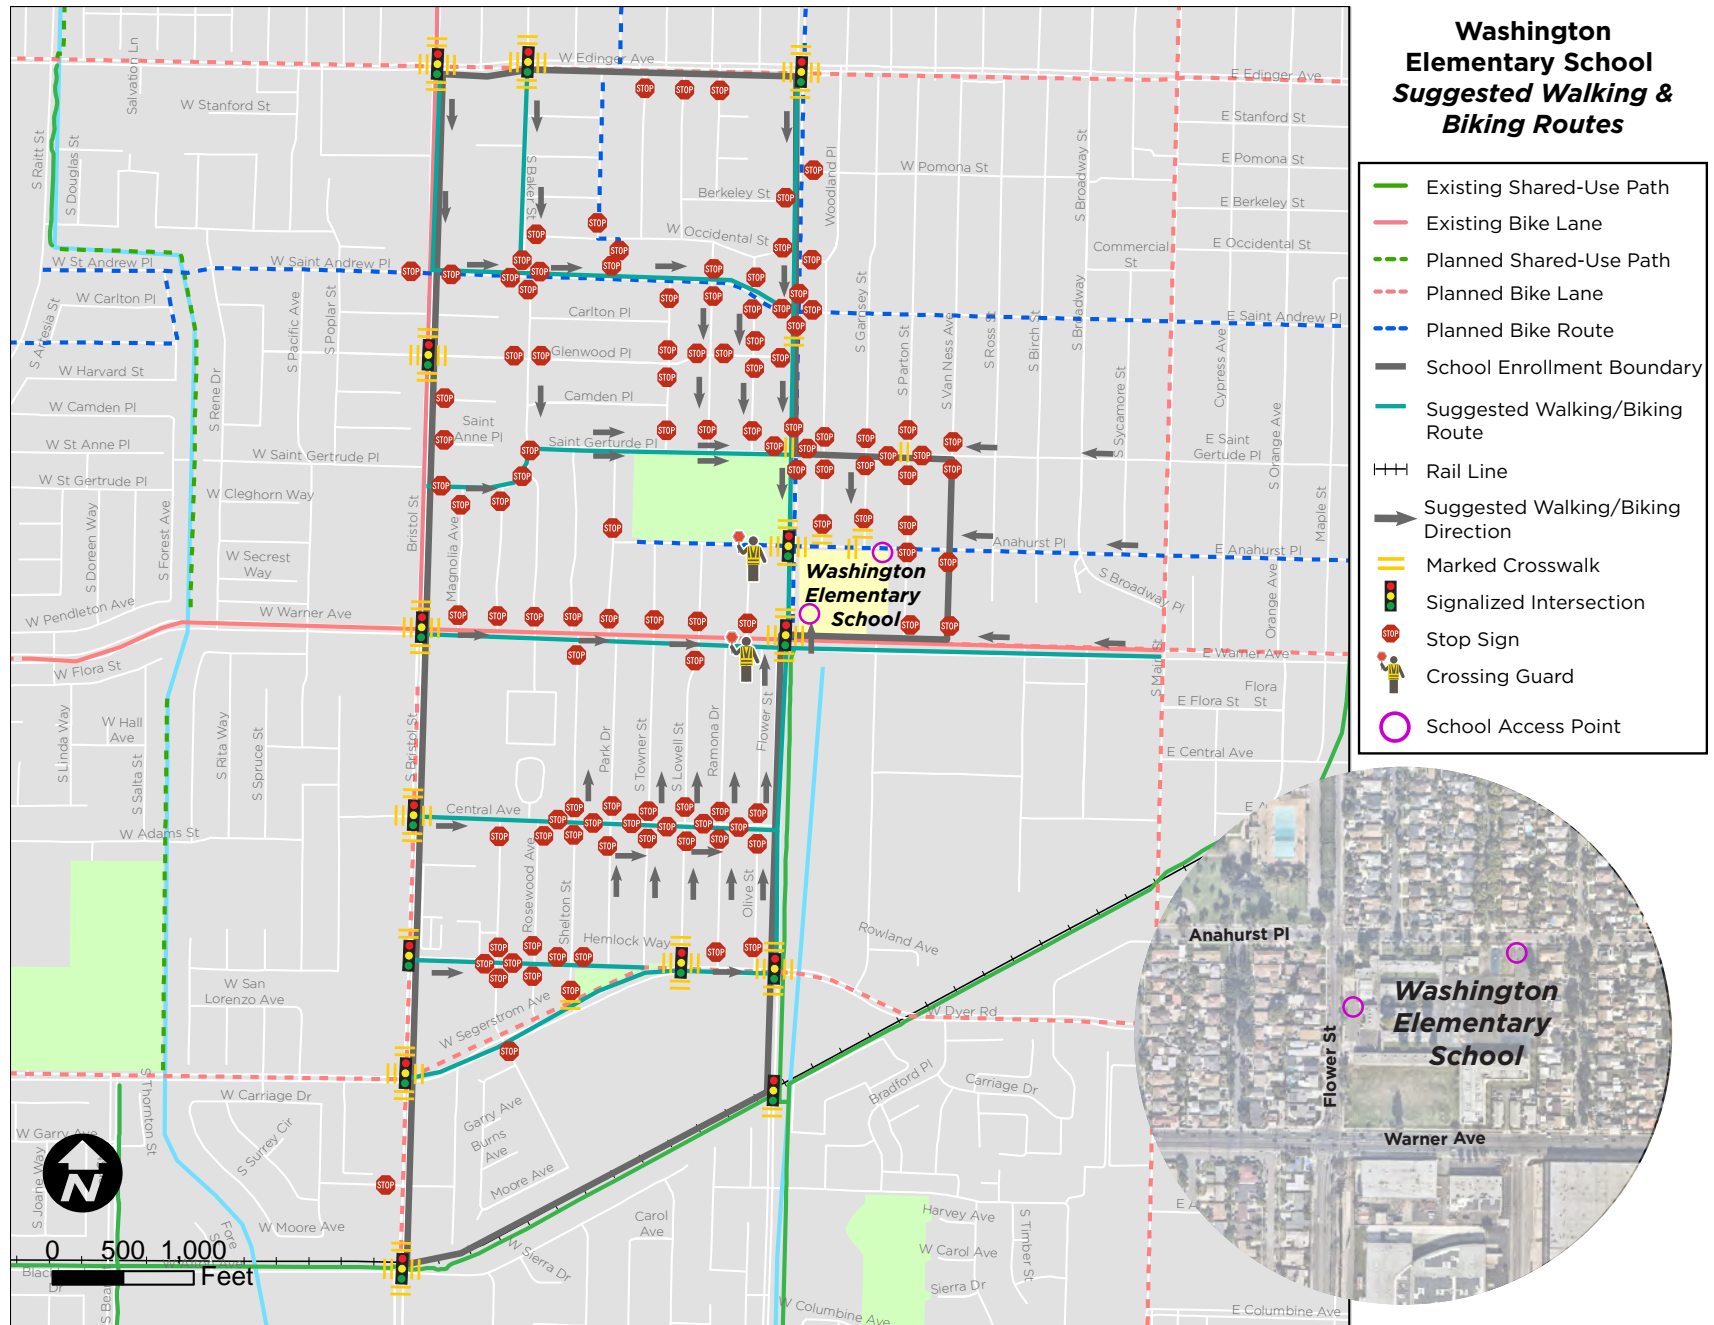 Washington
Elementary School
Suggested Walking &
Biking Routes
Existing Shared-Use Path
Existing Bike Lane
Planned Shared-Use Path
Planned Bike Lane
Planned Bike Route
School Enrollment Boundary
Suggested Walking/Biking
Route
Rail Line
Suggested Walking/Biking
Direction
Marked Crosswalk
Signalized Intersection
STOP
Stop Sign
Crossing Guard
School Access Point
W Edinger Ave
E Edinger Ave
Salvation Ln
W Stanford St
E Stanford St
S Raitt St
S Douglas St
S Baker St
Woodland Pl
W Pomona St
E Pomona St
S Broadway St
Berkeley St
E Berkeley St
W Occidental St
Commercial
St
E Occidental St
W St Andrew Pl
W Saint Andrew Pl
W Carlton Pl
S Artesia St
S Pacific Ave
S Poplar St
Carlton Pl
S Garnsey St
S Parton St
S Van Ness Ave
S Ross St
S Birch St
S Broadway
E Saint Andrew Pl
Cypress Ave
Glenwood Pl
W Harvard St
S Rene Dr
Camden Pl
W Camden Pl
S Sycamore St
S Orange Ave
Saint
Anne Pl
W St Anne Pl
Saint Gerturde Pl
E Saint
Gertude Pl
W Saint Gertrude Pl
W St Gertrude Pl
W Cleghorn Way
Bristol St
Magnolia Ave
S Doreen Way
S Forest Ave
Maple St
W Secrest
Way
Anahurst Pl
E Anahurst Pl
Washington
Elementary
School
S Broadway Pl
Orange Ave
W Pendleton Ave
W Warner Ave
E Warner Ave
W Flora St
S Main St
Flora
St
E Flora St
S Linda Way
W Hall
Ave
S Salta St
S Rita Way
S Spruce St
S Bristol St
Park Dr
S Towner St
S Lowell St
Ramona Dr
Flower St
E Central Ave
Central Ave
W Adams St
E A
Rosewood Ave
Shelton St
Olive St
Hemlock Way
Rowland Ave
W San
Lorenzo Ave
W Segerstrom Ave
W Dyer Rd
S Thornton St
W Carriage Dr
Bradford Pl
Carriage Dr
W Garry Ave
S Surrey Cir
Garry Ave
Burns
Ave
Moore Ave
S Joane Way
W Moore Ave
Carol
Ave
Harvey Ave
W Carol Ave
Sierra Dr
S Timber St
E A
W Sierra Dr
W Columbine Ave
E Columbine Ave
N
0 500 1,000
Feet
Anahurst Pl
Washington
Elementary
School
Flower St
Warner Ave